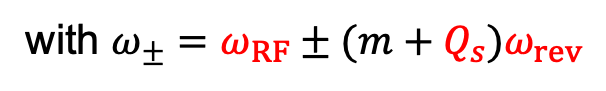 with ω± = ωRF ± (m + Qs)ωrev